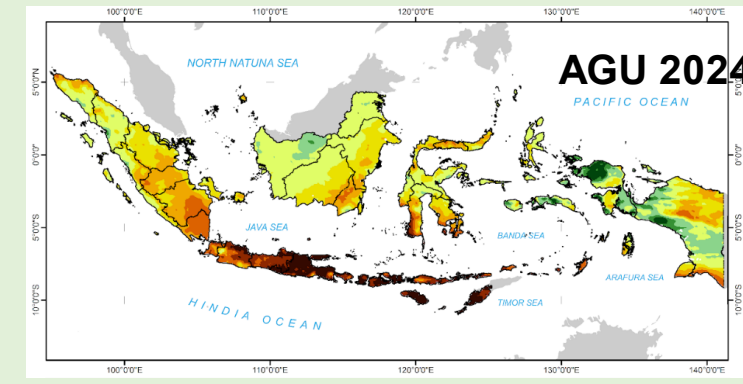 100°0'0"E 110°0'0"E 120°0'0"E 130°0'0"E 140°0'0"E
AGU 2024
NORTH NATUNA SEA
PACIFIC OCEAN
5°0'0"N 5°0'0"N
0°0'0" 0°0'0"
5°0'0"S 5°0'0"S
JAVA SEA
BANDA SEA
ARAFURA SEA
10°0'0"S 10°0'0"S
TIMOR SEA
HINDIA OCEAN
100°0'0"E 110°0'0"E 120°0'0"E 130°0'0"E 140°0'0"E